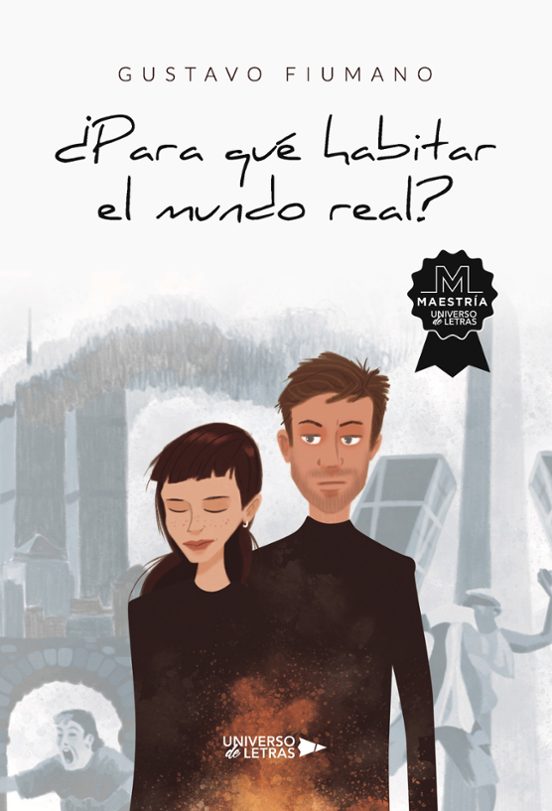 GUSTAVO FIUMANO
¿Para qué habitar
el mundo real?
M
MAESTRÍA
UNIVERSO
de LETRAS
UNIVERSO
de LETRAS